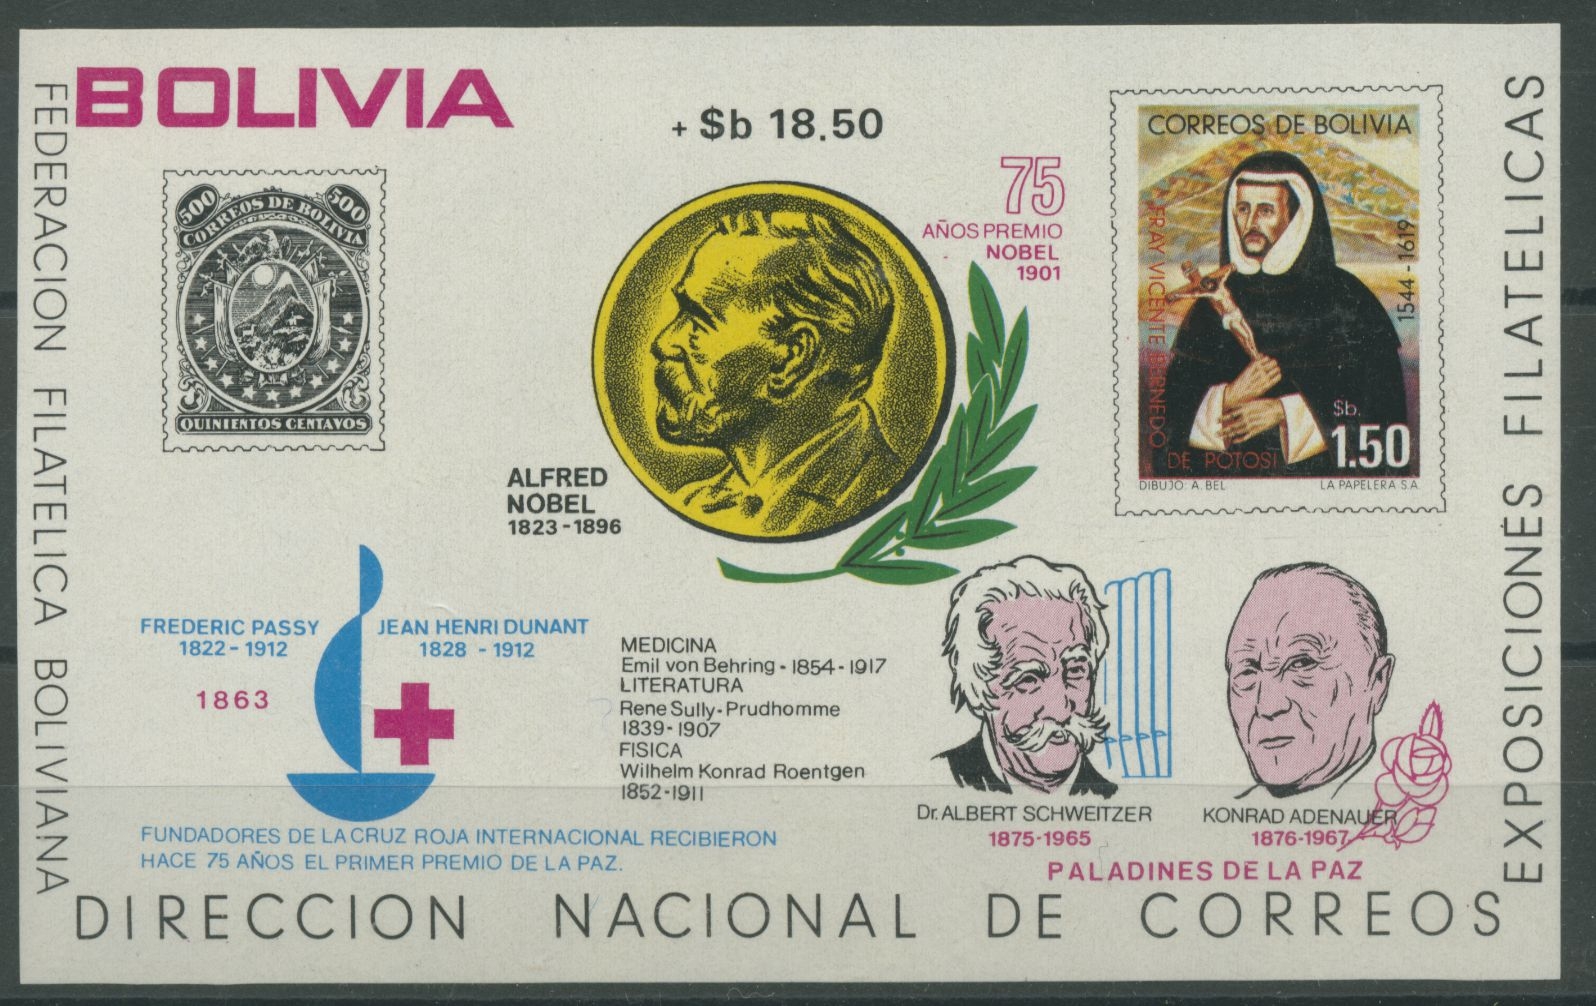 BOLIVIA
+ $b 18.50
FEDERACION FILATELICA BOLIVIANA
500 500
CORREOS DE BOLIVIA
QUINIENTOS CENTAVOS
75
AÑOS PREMIO
NOBEL
1901
ALFRED
NOBEL
1823-1896
CORREOS DE BOLIVIA
FRAY VICENTE BERNEDO
DE POTOSI
1544-1619
$b.
1.50
DIBUJO: A. BEL LA PAPELERA S.A.
EXPOSICIONES FILATELICAS
FREDERIC PASSY
1822-1912
JEAN HENRI DUNANT
1828 - 1912
1863
FUNDADORES DE LA CRUZ ROJA INTERNACIONAL RECIBIERON
HACE 75 AÑOS EL PRIMER PREMIO DE LA PAZ.
MEDICINA
Emil von Behring - 1854-1917
LITERATURA
Rene Sully-Prudhomme
1839-1907
FISICA
Wilhelm Konrad Roentgen
1852-1911
Dr. ALBERT SCHWEITZER
1875-1965
KONRAD ADENAUER
1876-1967
PALADINES DE LA PAZ
DIRECCION NACIONAL DE CORREOS